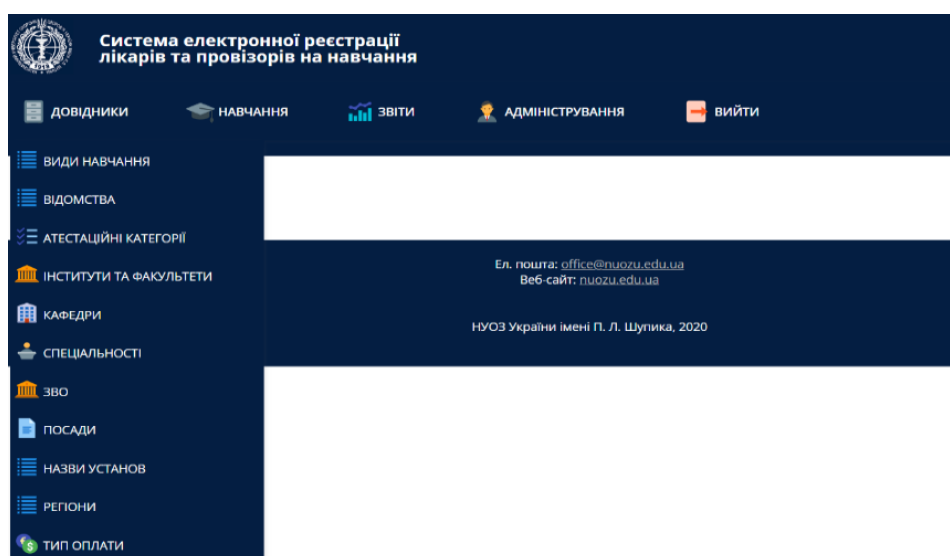 Система електронної реєстрації
лікарів та провізорів на навчання
ДОВІДНИКИ
НАВЧАННЯ
ЗВІТИ
АДМІНІСТРУВАННЯ
ВИЙТИ
ВИДИ НАВЧАННЯ
ВІДОМСТВА
АТЕСТАЦІЙНІ КАТЕГОРІЇ
ІНСТИТУТИ ТА ФАКУЛЬТЕТИ
КАФЕДРИ
СПЕЦІАЛЬНОСТІ
ЗВО
ПОСАДИ
НАЗВИ УСТАНОВ
РЕГІОНИ
ТИП ОПЛАТИ
Ел. пошта: office@nuozu.edu.ua
Веб-сайт: nuozu.edu.ua
НУОЗ України імені П. Л. Шупика, 2020